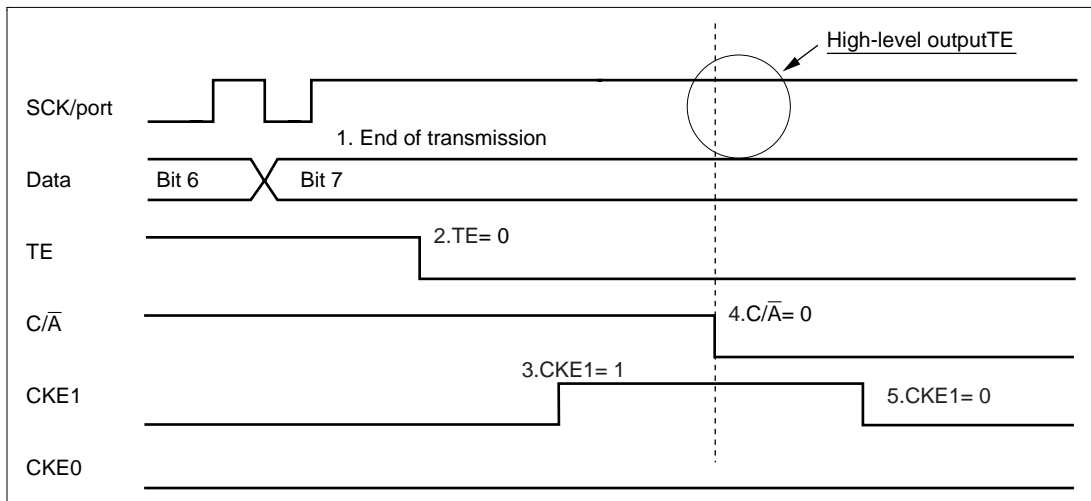 High-level outputTE
SCK/port
1. End of transmission
Data
Bit 6
Bit 7
TE
2.TE= 0
C/A̅
4.C/A̅= 0
3.CKE1= 1
CKE1
5.CKE1= 0
CKE0